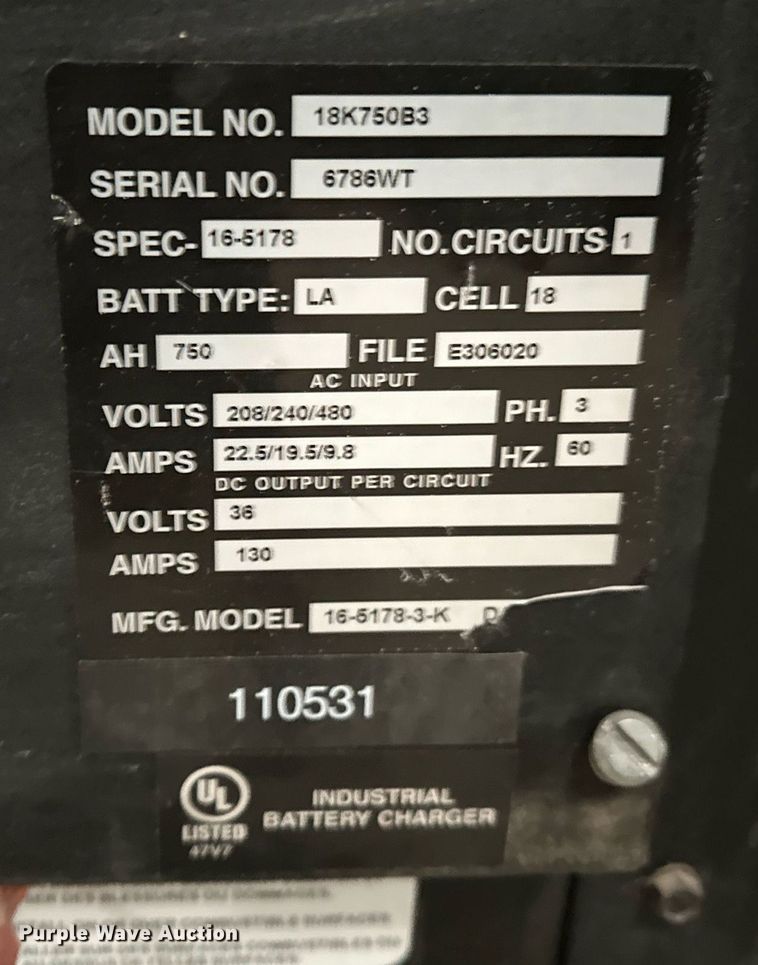 MODEL NO. 18K750B3
SERIAL NO. 6786WT
SPEC- 16-5178 NO.CIRCUITS 1
BATT TYPE: LA CELL 18
AH 750 FILE E306020
AC INPUT
VOLTS 208/240/480 PH. 3
AMPS 22.5/19.5/9.8 HZ. 60
DC OUTPUT PER CIRCUIT
VOLTS 36
AMPS 130
MFG. MODEL 16-5178-3-K
110531
UL
LISTED
47V7
INDUSTRIAL
BATTERY CHARGER
COMBUSTIBLE SURFACES
Purple Wave Auction